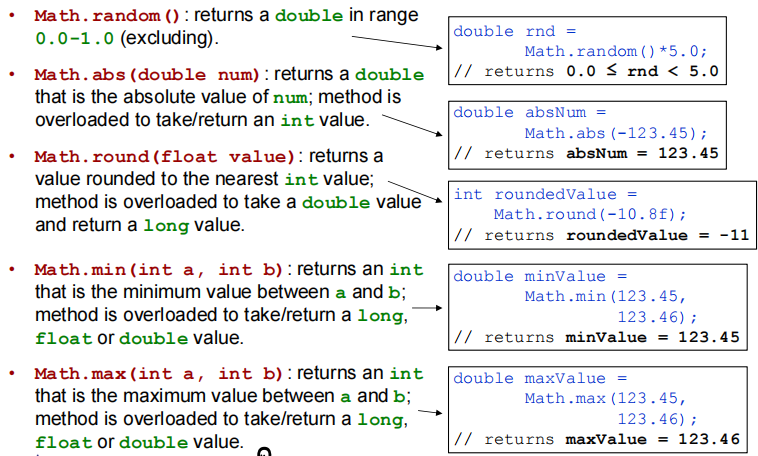 • Math.random(): returns a double in range
0.0-1.0 (excluding).
double rnd =
Math.random()*5.0;
// returns 0.0 ≤ rnd < 5.0
• Math.abs(double num): returns a double
that is the absolute value of num; method is
overloaded to take/return an int value.
double absNum =
Math.abs(-123.45);
// returns absNum = 123.45
• Math.round(float value): returns a
value rounded to the nearest int value;
method is overloaded to take a double value
and return a long value.
int roundedValue =
Math.round(-10.8f);
// returns roundedValue = -11
• Math.min(int a, int b): returns an int
that is the minimum value between a and b;
method is overloaded to take/return a long,
float or double value.
double minValue =
Math.min(123.45,
123.46);
// returns minValue = 123.45
• Math.max(int a, int b): returns an int
that is the maximum value between a and b;
method is overloaded to take/return a long,
float or double value.
double maxValue =
Math.max(123.45,
123.46);
// returns maxValue = 123.46